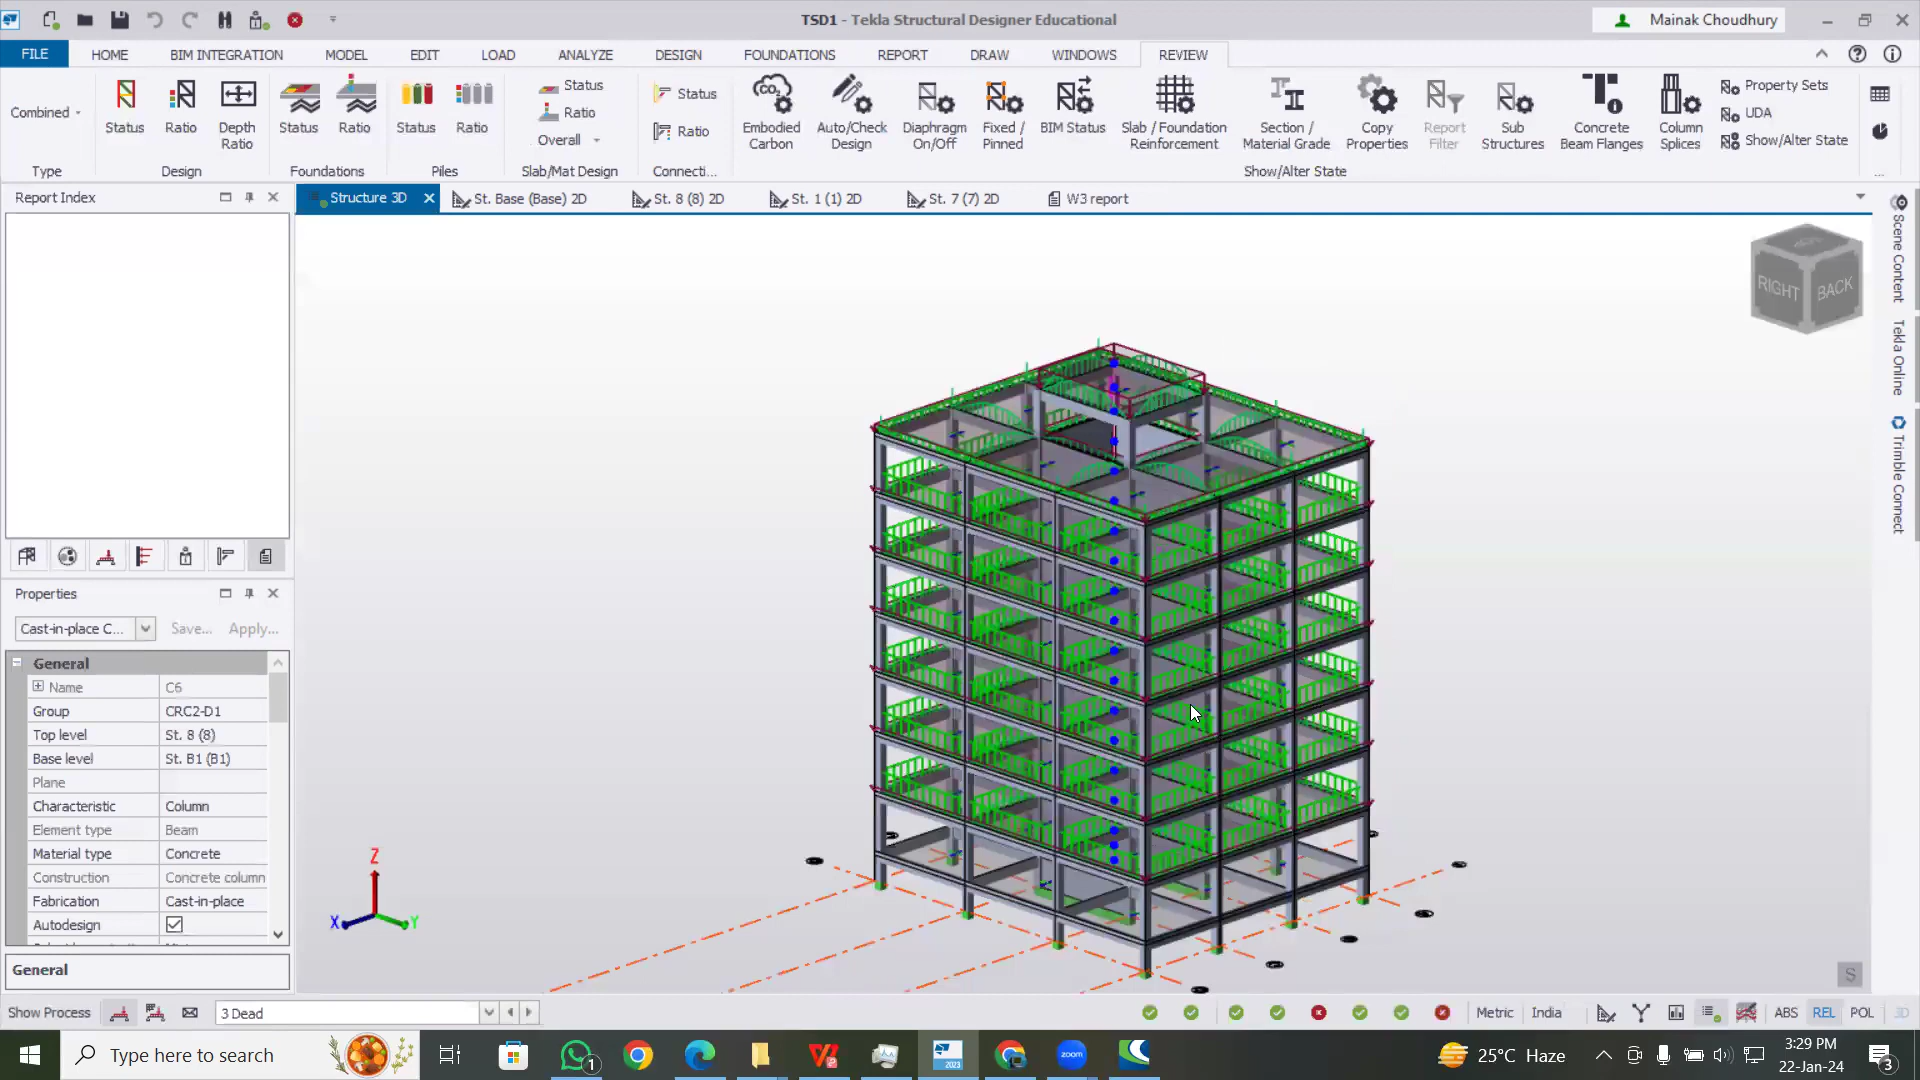 TSD1 - Tekla Structural Designer Educational
Mainak Choudhury
FILE HOME BIM INTEGRATION MODEL EDIT LOAD ANALYZE DESIGN FOUNDATIONS REPORT DRAW WINDOWS REVIEW
Combined
Type
Status
Ratio
Depth
Ratio
Design
Status
Ratio
Foundations
Status
Ratio
Piles
Status
Ratio
Overall
Slab/Mat Design
Status
Ratio
Connecti...
Embodied
Carbon
Auto/Check
Design
Diaphragm
On/Off
Fixed /
Pinned
BIM Status
Slab / Foundation
Reinforcement
Section /
Material Grade
Copy
Properties
Report
Filter
Sub
Structures
Concrete
Beam Flanges
Column
Splices
Property Sets
UDA
Show/Alter State
Show/Alter State
...
Report Index
Structure 3D
St. Base (Base) 2D
St. 8 (8) 2D
St. 1 (1) 2D
St. 7 (7) 2D
W3 report
RIGHT
BACK
Scene Content
Tekla Online
Trimble Connect
Properties
Cast-in-place C...
Save...
Apply...
General
Name C6
Group CRC2-D1
Top level St. 8 (8)
Base level St. B1 (B1)
Plane
Characteristic Column
Element type Beam
Material type Concrete
Construction Concrete column
Fabrication Cast-in-place
Autodesign
General
Z
X
Y
S
Show Process
3 Dead
Metric
India
ABS
REL
POL
3D
Type here to search
1
2023
zoom
25°C Haze
3:29 PM
22-Jan-24
3